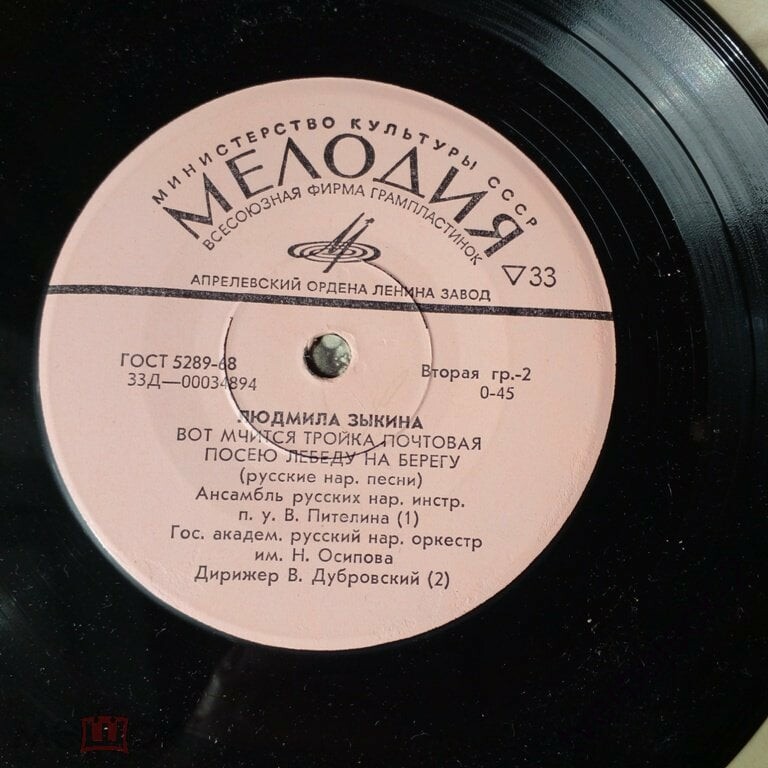 МИНИСТЕРСТВО КУЛЬТУРЫ СССР
МЕЛОДИЯ
ВСЕСОЮЗНАЯ ФИРМА ГРАМПЛАСТИНОК
▽33
АПРЕЛЕВСКИЙ ОРДЕНА ЛЕНИНА ЗАВОД
ГОСТ 5289-68
33Д—00034894
Вторая гр.-2
0-45
ЛЮДМИЛА ЗЫКИНА
ВОТ МЧИТСЯ ТРОЙКА ПОЧТОВАЯ
ПОСЕЮ ЛЕБЕДУ НА БЕРЕГУ
(русские нар. песни)
Ансамбль русских нар. инстр.
п. у. В. Пителина (1)
Гос. академ. русский нар. оркестр
им. Н. Осипова
Дирижер В. Дубровский (2)